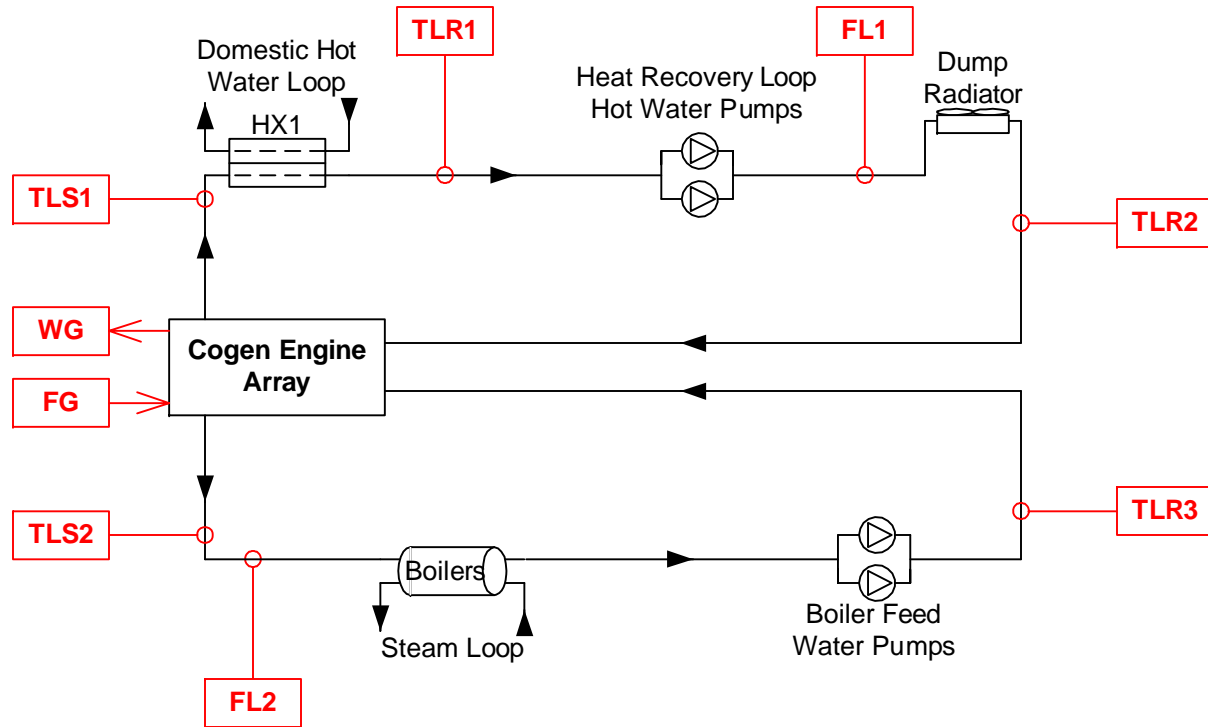 TLR1
FL1
Domestic Hot
Water Loop
Heat Recovery Loop
Hot Water Pumps
Dump
Radiator
HX1
TLS1
TLR2
WG
Cogen Engine
Array
FG
TLS2
TLR3
Boilers
Steam Loop
Boiler Feed
Water Pumps
FL2